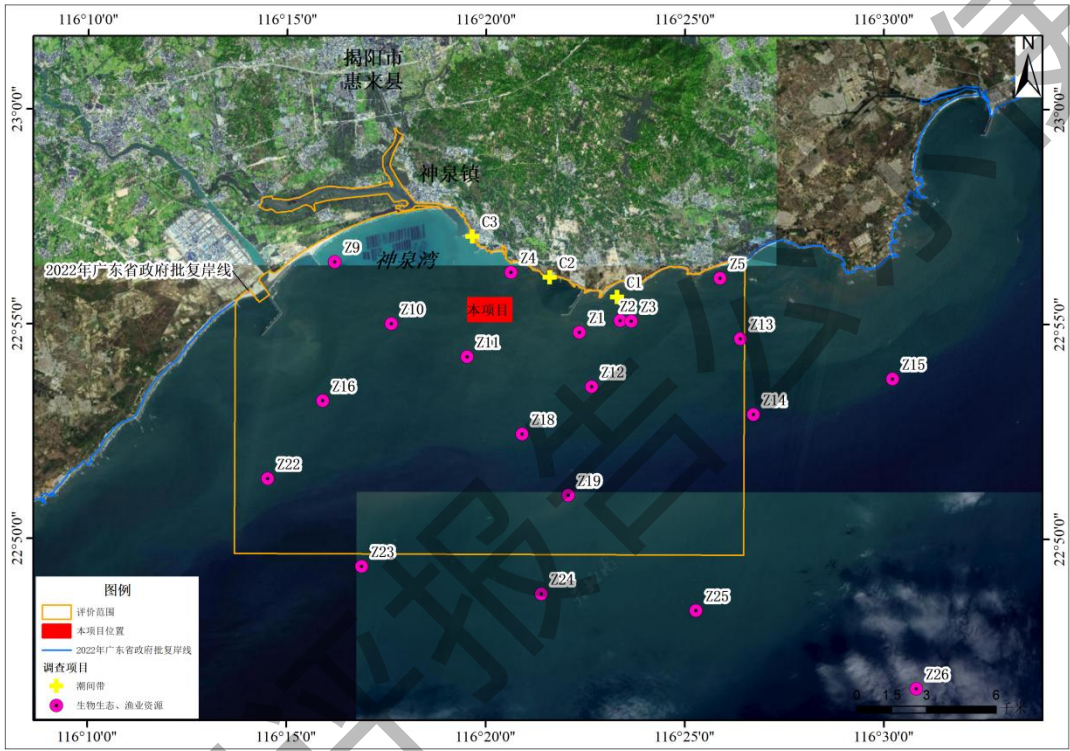 116°10'0"
116°15'0"
116°20'0"
116°25'0"
116°30'0"
N
揭阳市
惠来县
23°0'0"
23°0'0"
神泉镇
C3
Z9
Z4
C2
神泉湾
2022年广东省政府批复岸线
Z5
C1
Z10
本项目
Z2
Z3
Z1
22°55'0"
22°55'0"
Z13
Z11
Z12
Z15
Z16
Z14
Z18
Z22
Z19
22°50'0"
22°50'0"
Z23
Z24
Z25
图例
评价范围
本项目位置
2022年广东省政府批复岸线
调查项目
潮间带
生物生态、渔业资源
Z26
0 1.5 3 6
千米
116°10'0"
116°15'0"
116°20'0"
116°25'0"
116°30'0"
评报告公示